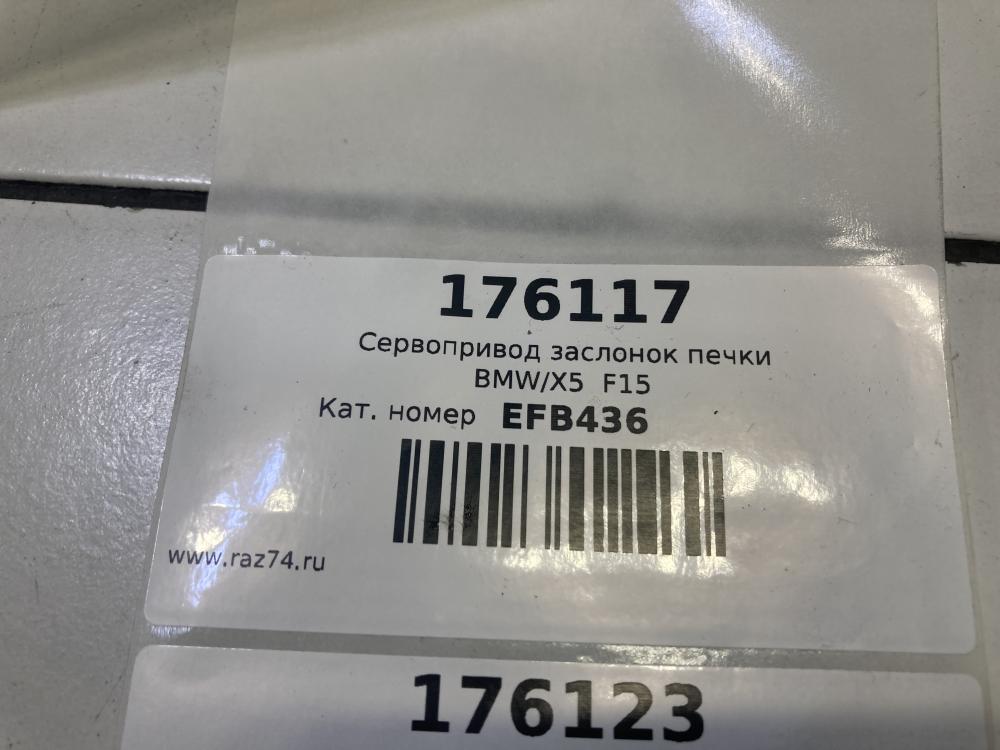 176117
Сервопривод заслонок печки
BMW/X5 F15
Кат. номер EFB436
www.raz74.ru
176123